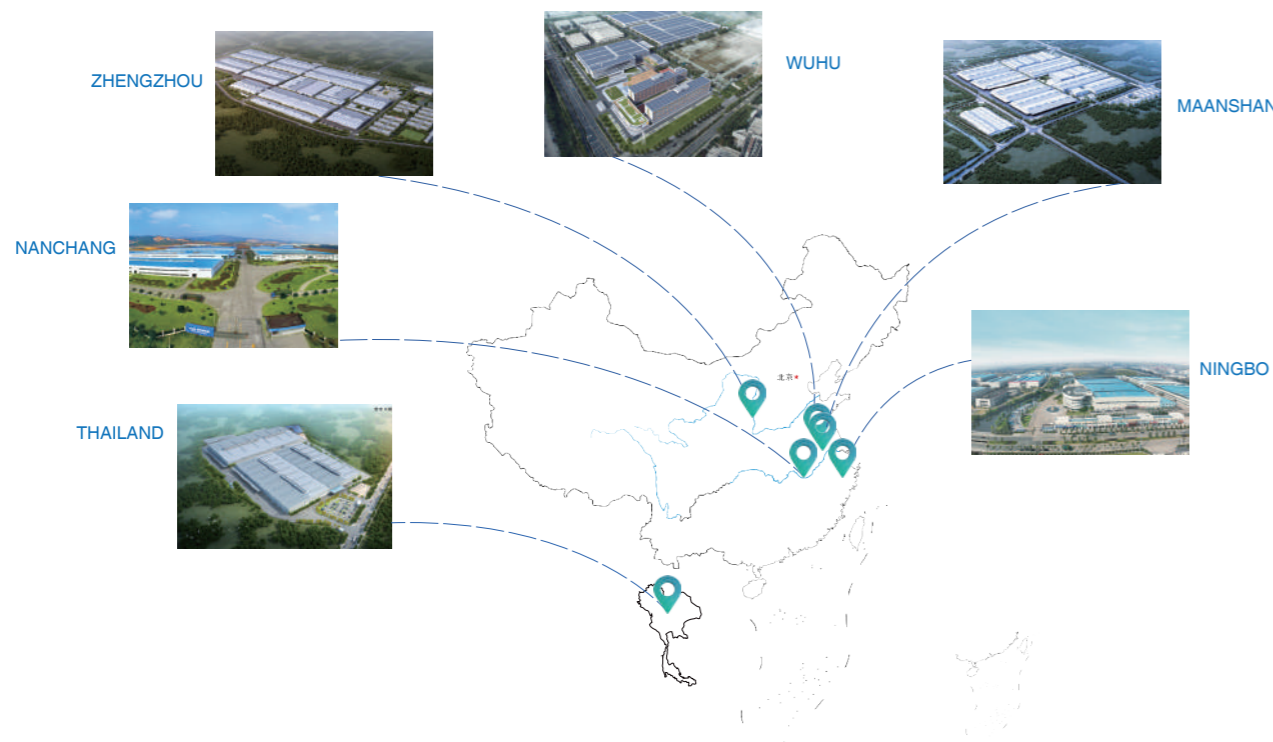 WUHU
ZHENGZHOU
MAANSHAN
NANCHANG
NINGBO
北京
THAILAND